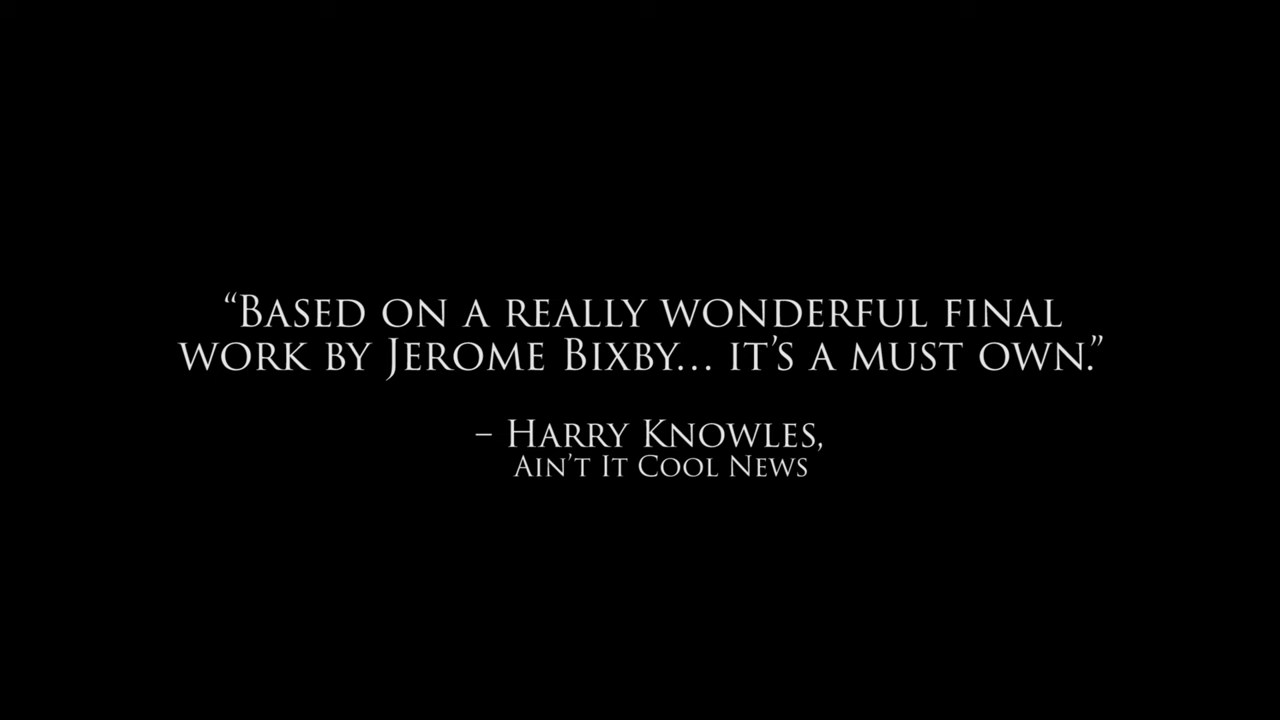 “Based on a really wonderful final
work by Jerome Bixby... it’s a must own.”
– Harry Knowles,
Ain’t It Cool News